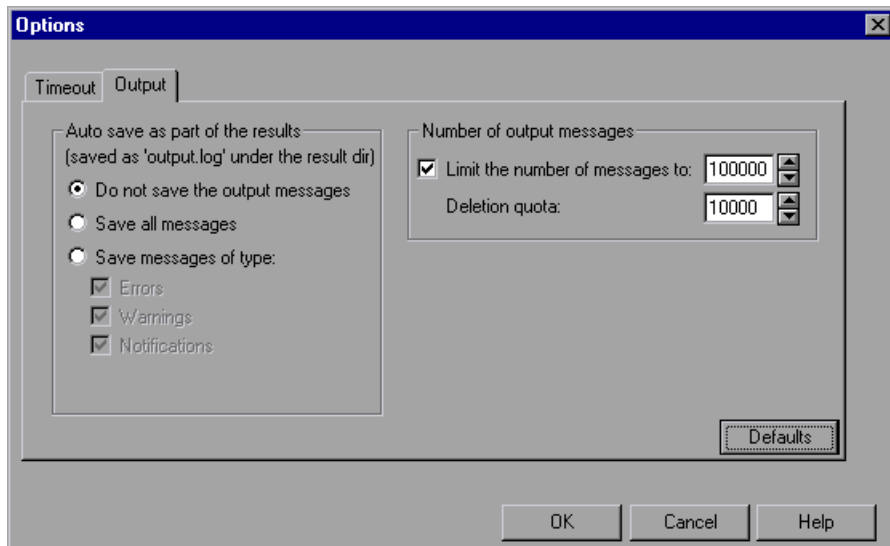 Options
Timeout
Output
Auto save as part of the results
(saved as 'output.log' under the result dir)
Do not save the output messages
Save all messages
Save messages of type:
Errors
Warnings
Notifications
Number of output messages
Limit the number of messages to: 100000
Deletion quota: 10000
Defaults
OK
Cancel
Help